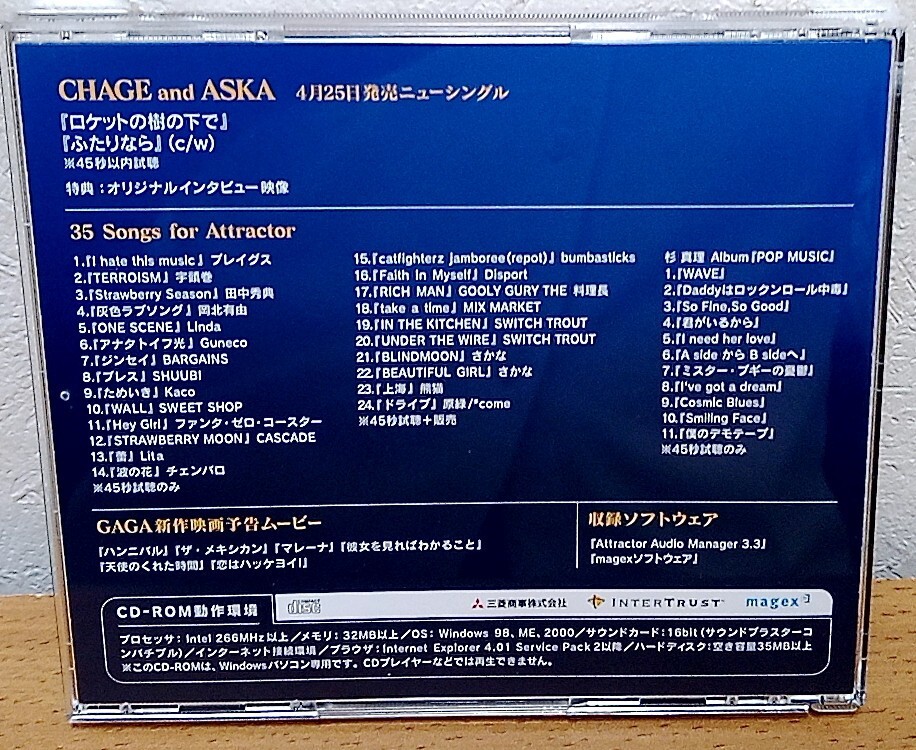 CHAGE and ASKA 4月25日発売ニューシングル
『ロケットの樹の下で』
『ふたりなら』(c/w)
※45秒以内試聴
特典：オリジナルインタビュー映像
35 Songs for Attractor
1.『I hate this music』 プレイグス
2.『TERROISM』 宇頭巻
3.『Strawberry Season』 田中秀典
4.『灰色ラブソング』 岡北有由
5.『ONE SCENE』 Linda
6.『アナタトイフ光』 Guneco
7.『ジンセイ』 BARGAINS
8.『ブレス』 SHUUBI
9.『ためいき』 Kaco
10.『WALL』 SWEET SHOP
11.『Hey Girl』 ファンタ・ゼロ・コースター
12.『STRAWBERRY MOON』 CASCADE
13.『蕾』 Lita
14.『波の花』 チェンバロ
※45秒試聴のみ
15.『catfighterz jamboree(repot)』 bumbasticks
16.『Faith In Myself』 Disport
17.『RICH MAN』 GOOLY GURY THE 料理長
18.『take a time』 MIX MARKET
19.『IN THE KITCHEN』 SWITCH TROUT
20.『UNDER THE WIRE』 SWITCH TROUT
21.『BLINDMOON』 さかな
22.『BEAUTIFUL GIRL』 さかな
23.『上海』 熊猫
24.『ドライブ』 原緑/*come
※45秒試聴+販売
杉 真理 Album『POP MUSIC』
1.『WAVE』
2.『Daddyはロックンロール中毒』
3.『So Fine,So Good』
4.『君がいるから』
5.『I need her love』
6.『A side から B sideへ』
7.『ミスター・ブギーの憂鬱』
8.『I've got a dream』
9.『Cosmic Blues』
10.『Smiling Face』
11.『僕のデモテープ』
※45秒試聴のみ
GAGA新作映画予告ムービー
『ハンニバル』『ザ・メキシカン』『マレーナ』『彼女を見ればわかること』
『天使のくれた時間』『恋はハッケヨイ!』
収録ソフトウェア
『Attractor Audio Manager 3.3』
『magexソフトウェア』
CD-ROM動作環境 COMPACT disc 三菱商事株式会社 INTERTRUST magex
プロセッサ：Intel 266MHz以上/メモリ：32MB以上/OS：Windows 98、ME、2000/サウンドカード：16bit(サウンドブラスターコ
ンパチブル)/インターネット接続環境/ブラウザ：Internet Explorer 4.01 Service Pack 2以降/ハードディスク：空き容量35MB以上
※このCD-ROMは、Windowsパソコン専用です。CDプレイヤーなどでは再生できません。